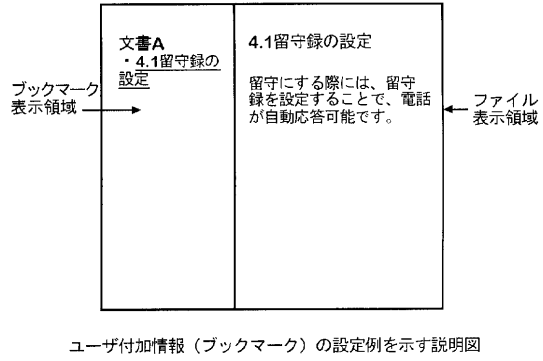 文書A
・4.1留守録の
設定
4.1留守録の設定
留守にする際には、留守
録を設定することで、電話
が自動応答可能です。
ブックマーク
表示領域
ファイル
表示領域
ユーザ付加情報（ブックマーク）の設定例を示す説明図